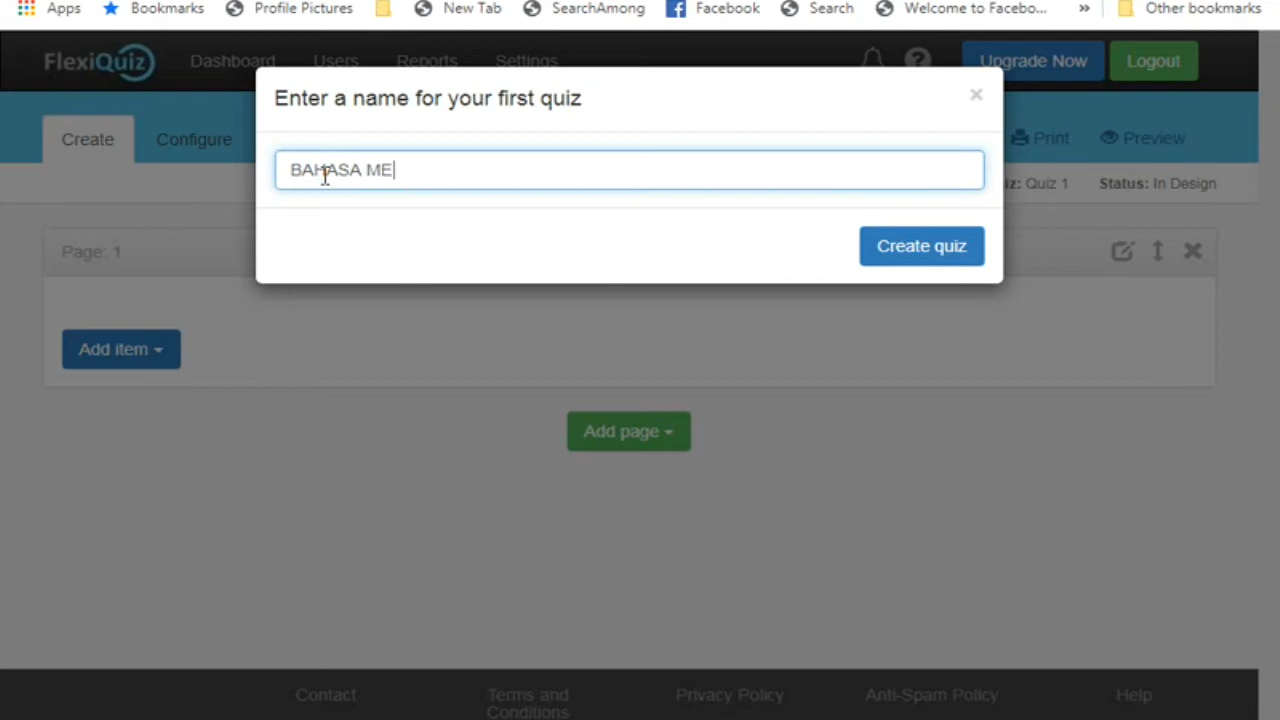 Apps Bookmarks Profile Pictures New Tab SearchAmong Facebook Search Welcome to Facebo... » Other bookmarks
FlexiQuiz Dashboard Users Reports Settings Upgrade Now Logout
Enter a name for your first quiz ×
Create Configure Print Preview
BAHASA ME
iz: Quiz 1 Status: In Design
Create quiz
Page: 1
Add item
Add page
Contact Terms and Conditions Privacy Policy Anti-Spam Policy Help